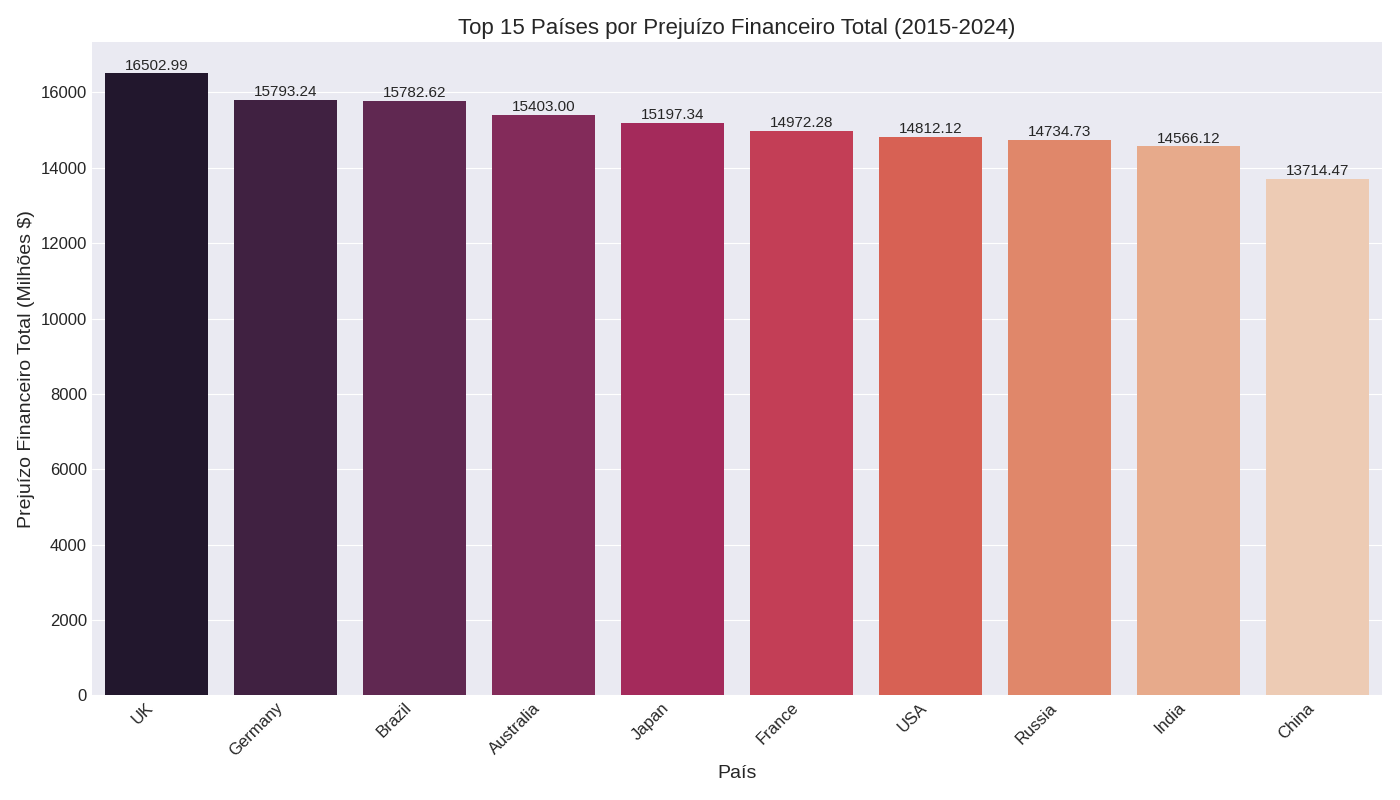 Top 15 Países por Prejuízo Financeiro Total (2015-2024)
Prejuízo Financeiro Total (Milhões $)
16000
14000
12000
10000
8000
6000
4000
2000
0
16502.99
15793.24
15782.62
15403.00
15197.34
14972.28
14812.12
14734.73
14566.12
13714.47
UK
Germany
Brazil
Australia
Japan
France
USA
Russia
India
China
País